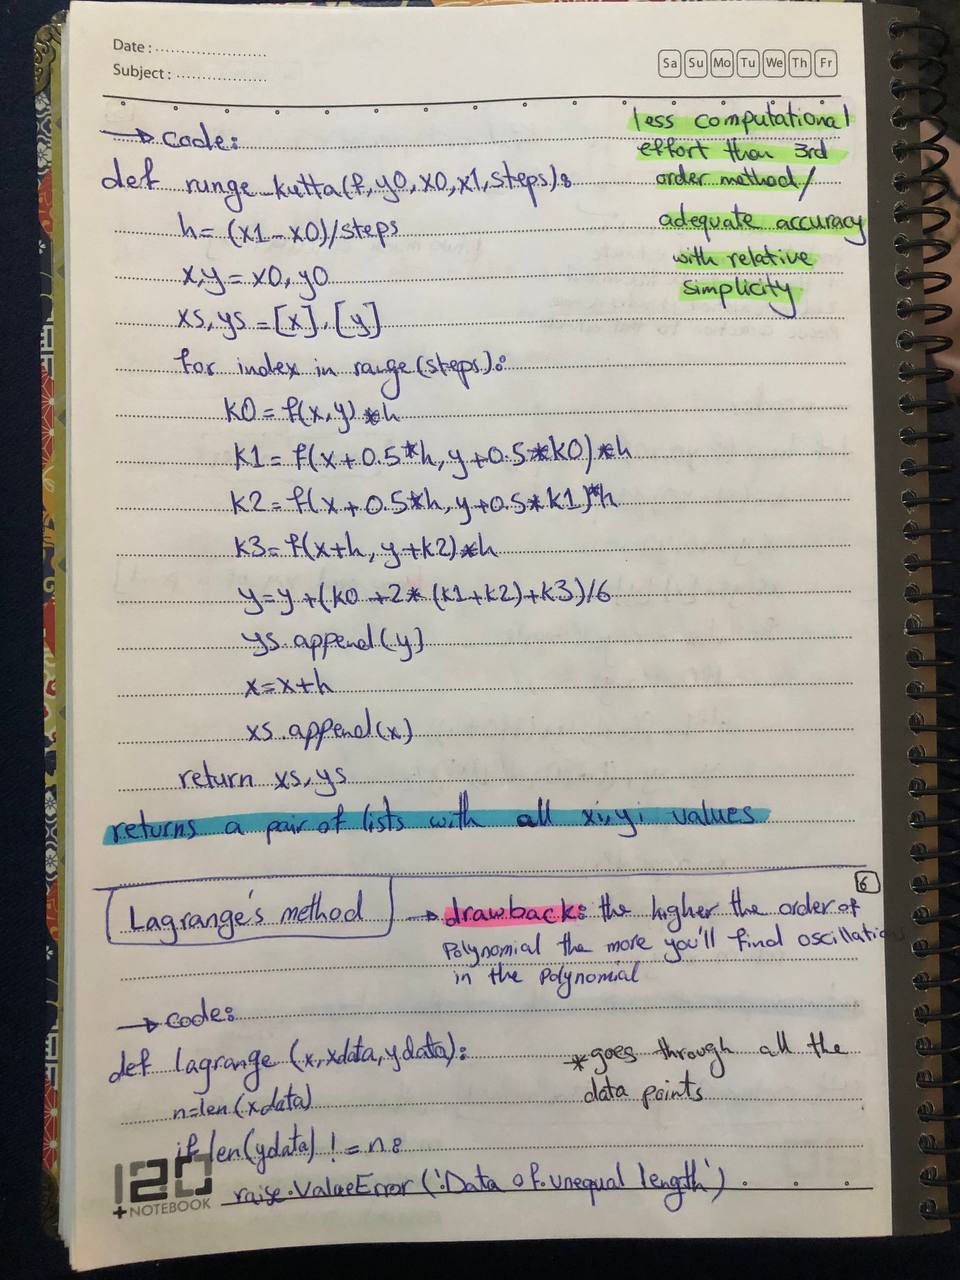 Date : ........................
Subject : ...................
Sa Su Mo Tu We Th Fr
less computational
effort than 3rd
order method/
adequate accuracy
with relative
simplicity
→ code:
def runge_kutta(f,y0,x0,x1,steps):
h=(x1-x0)/steps
x,y=x0,y0
xs,ys=[x],[y]
for index in range(steps):
k0=f(x,y)*h
k1=f(x+0.5*h,y+0.5*k0)*h
k2=f(x+0.5*h,y+0.5*k1)*h
k3=f(x+h,y+k2)*h
y=y+(k0+2*(k1+k2)+k3)/6
ys.append(y)
x=x+h
xs.append(x)
return xs,ys
returns a pair of lists with all xi,yi values
6
Lagrange's method → drawback: the higher the order of
Polynomial the more you'll find oscillation
in the Polynomial
→ code:
def lagrange (x,xdata,ydata):
*goes through all the
data points
n=len(xdata)
if len(ydata) != n:
raise.ValueError('Data of unequal length')
120
+NOTEBOOK